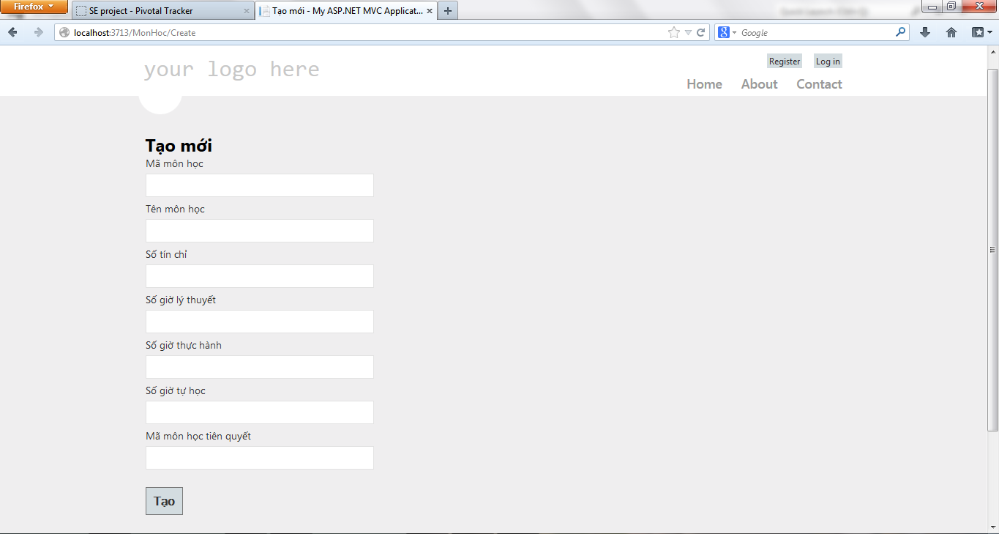 Firefox
SE project - Pivotal Tracker
Tạo mới - My ASP.NET MVC Applicat...
localhost:3713/MonHoc/Create
Google
your logo here
Register
Log in
Home
About
Contact
Tạo mới
Mã môn học
Tên môn học
Số tín chỉ
Số giờ lý thuyết
Số giờ thực hành
Số giờ tự học
Mã môn học tiên quyết
Tạo